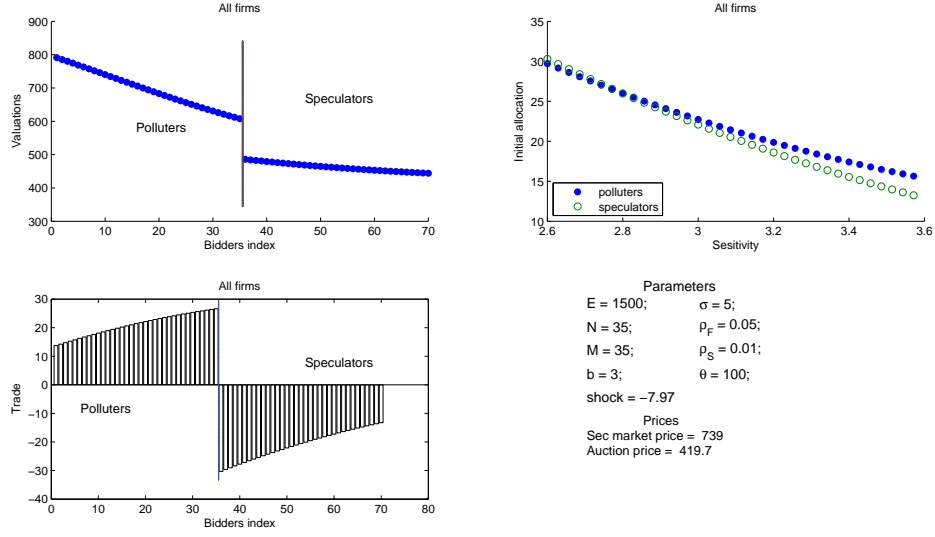 All firms
900
800
700
600
500
400
300
Valuations
Polluters
Speculators
0
10
20
30
40
50
60
70
Bidders index
All firms
35
30
25
20
15
10
Initial allocation
polluters
speculators
2.6
2.8
3
3.2
3.4
3.6
Sesitivity
All firms
30
20
10
0
−10
−20
−30
−40
Trade
Speculators
Polluters
0
10
20
30
40
50
60
70
80
Bidders index
Parameters
E = 1500; σ = 5;
N = 35; ρF = 0.05;
M = 35; ρS = 0.01;
b = 3; θ = 100;
shock = −7.97
Prices
Sec market price = 739
Auction price = 419.7